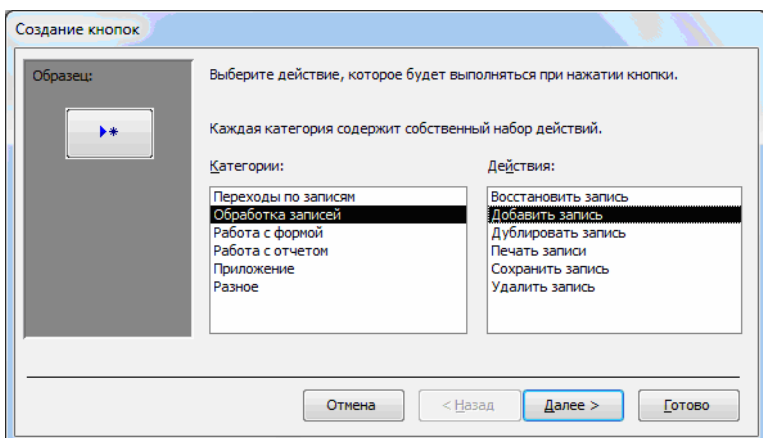 Создание кнопок
Образец:
Выберите действие, которое будет выполняться при нажатии кнопки.
Каждая категория содержит собственный набор действий.
Категории:
Действия:
Переходы по записям
Обработка записей
Работа с формой
Работа с отчетом
Приложение
Разное
Восстановить запись
Добавить запись
Дублировать запись
Печать записи
Сохранить запись
Удалить запись
Отмена
< Назад
Далее >
Готово